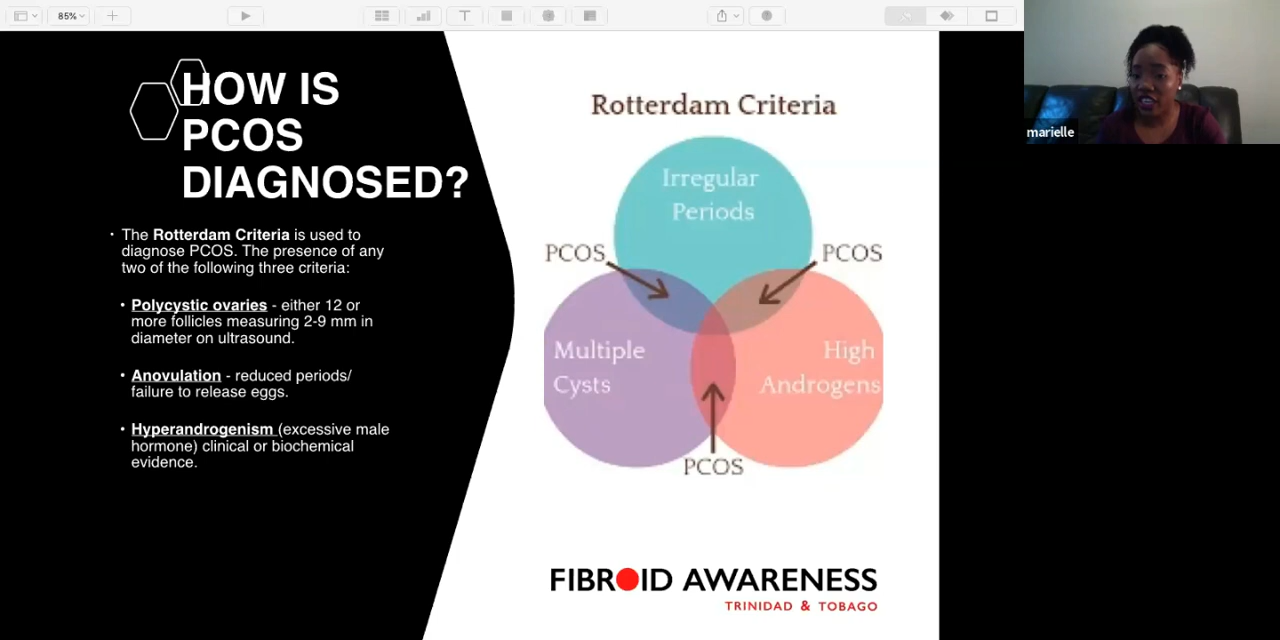 85%
HOW IS
PCOS
DIAGNOSED?
· The Rotterdam Criteria is used to
diagnose PCOS. The presence of any
two of the following three criteria:
• Polycystic ovaries - either 12 or
more follicles measuring 2-9 mm in
diameter on ultrasound.
• Anovulation - reduced periods/
failure to release eggs.
• Hyperandrogenism (excessive male
hormone) clinical or biochemical
evidence.
Rotterdam Criteria
Irregular
Periods
PCOS
PCOS
Multiple
Cysts
High
Androgens
PCOS
FIBROID AWARENESS
TRINIDAD & TOBAGO
marielle